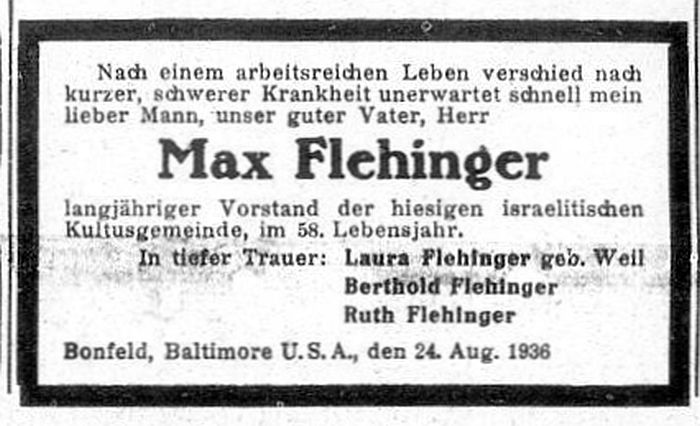 Nach einem arbeitsreichen Leben verschied nach
kurzer, schwerer Krankheit unerwartet schnell mein
lieber Mann, unser guter Vater, Herr
Max Flehinger
langjähriger Vorstand der hiesigen israelitischen
Kultusgemeinde, im 58. Lebensjahr.
In tiefer Trauer: Laura Flehinger geb. Weil
Berthold Flehinger
Ruth Flehinger
Bonfeld, Baltimore U.S.A., den 24. Aug. 1936